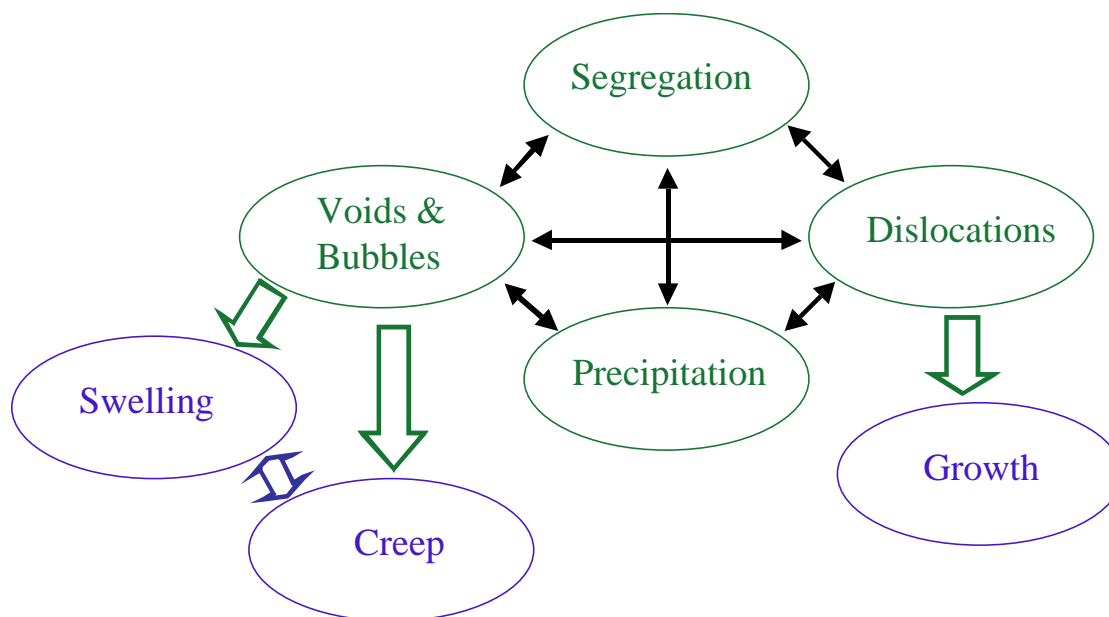 Segregation
Voids &
Bubbles
Dislocations
Precipitation
Swelling
Growth
Creep